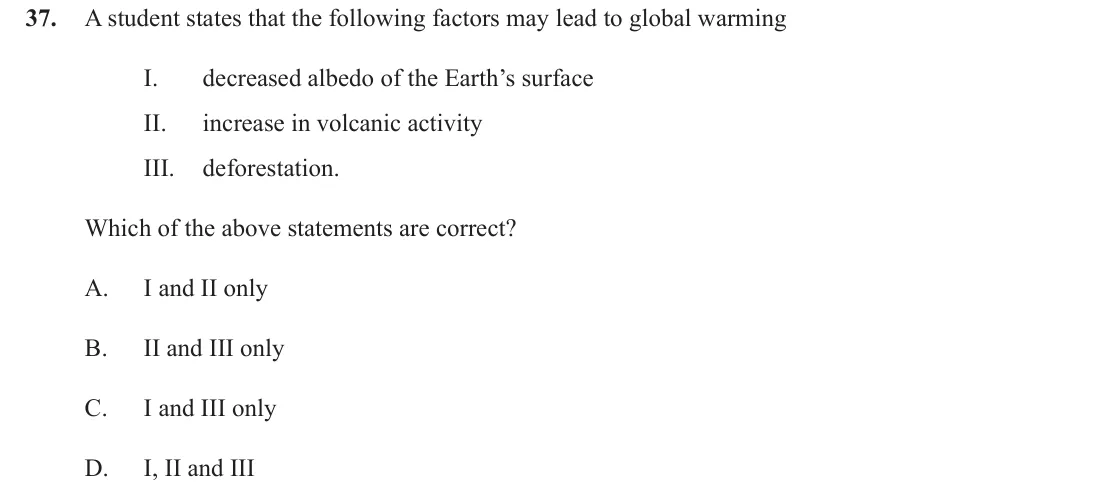 37. A student states that the following factors may lead to global warming
I. decreased albedo of the Earth’s surface
II. increase in volcanic activity
III. deforestation.
Which of the above statements are correct?
A. I and II only
B. II and III only
C. I and III only
D. I, II and III